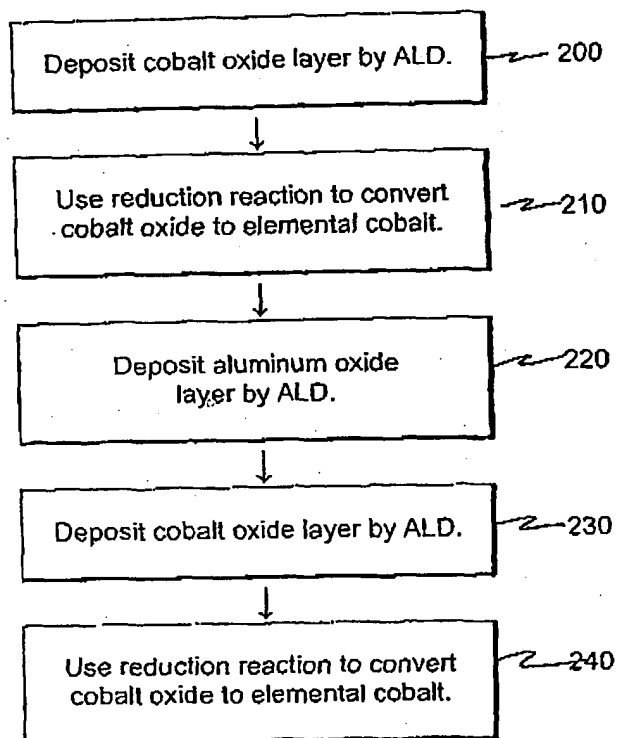 Deposit cobalt oxide layer by ALD.
200
Use reduction reaction to convert
cobalt oxide to elemental cobalt.
210
Deposit aluminum oxide
layer by ALD.
220
Deposit cobalt oxide layer by ALD.
230
Use reduction reaction to convert
cobalt oxide to elemental cobalt.
240